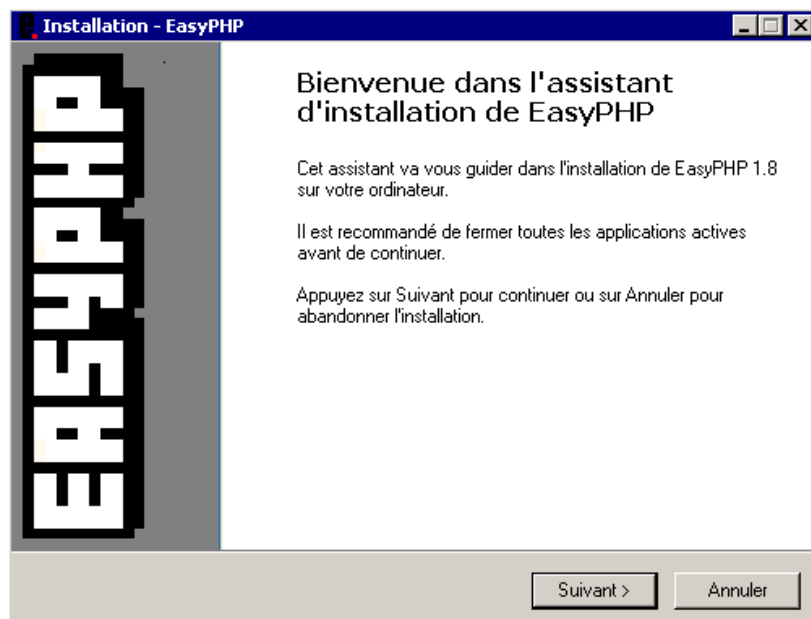 Installation - EasyPHP
EASYPHP
Bienvenue dans l'assistant
d'installation de EasyPHP
Cet assistant va vous guider dans l'installation de EasyPHP 1.8
sur votre ordinateur.
Il est recommandé de fermer toutes les applications actives
avant de continuer.
Appuyez sur Suivant pour continuer ou sur Annuler pour
abandonner l'installation.
Suivant >
Annuler